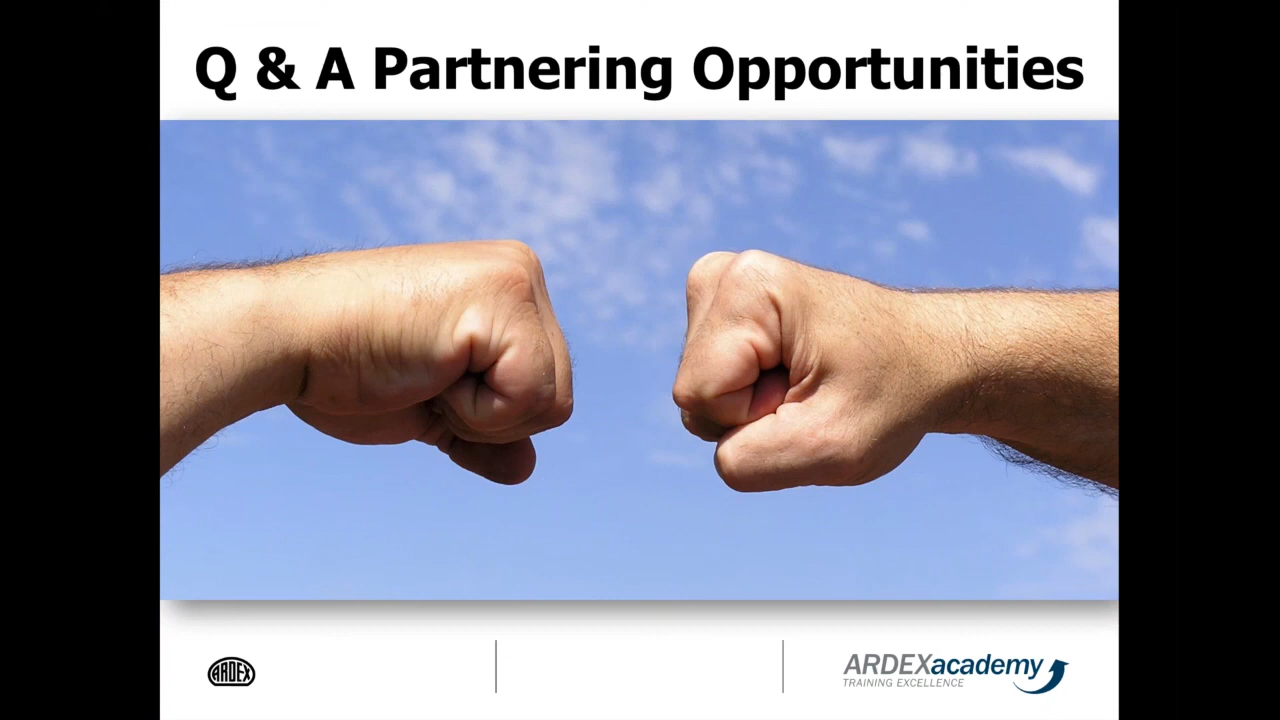 Q & A Partnering Opportunities
ARDEX
ARDEXacademy
TRAINING EXCELLENCE